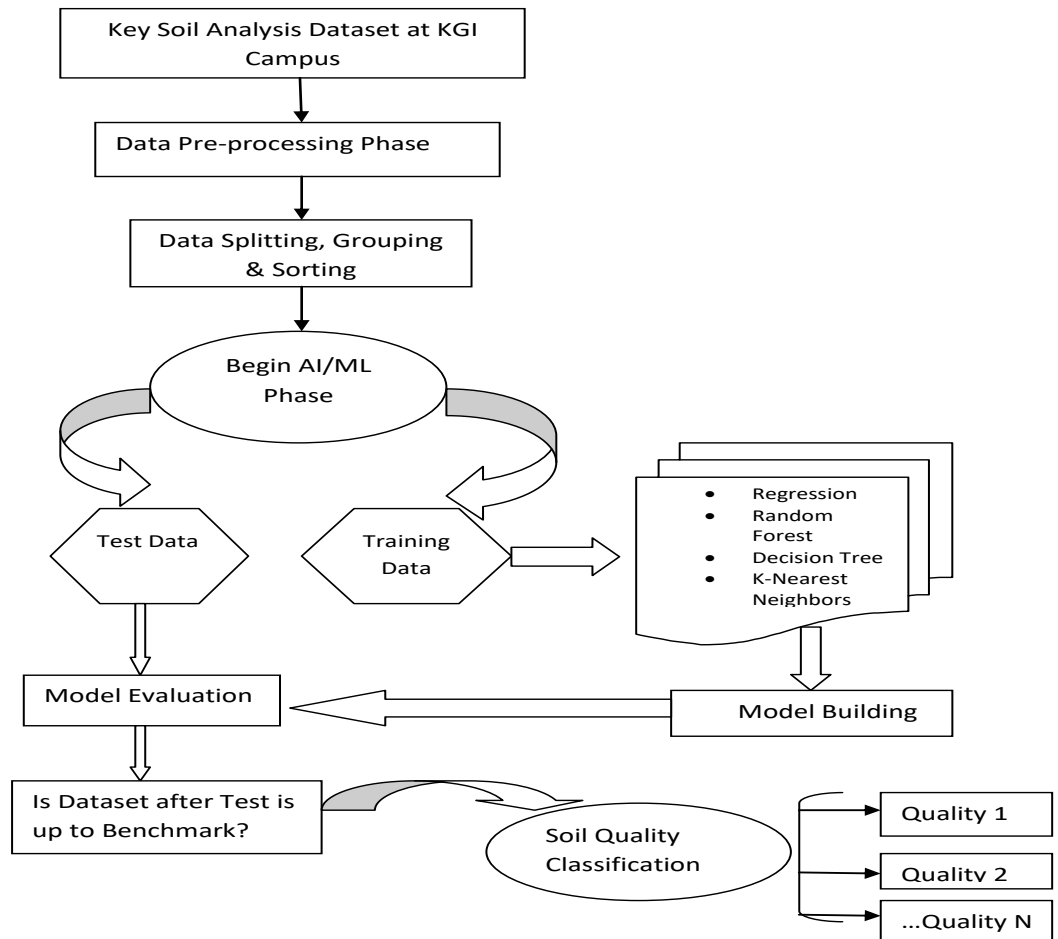 Key Soil Analysis Dataset at KGI
Campus
Data Pre-processing Phase
Data Splitting, Grouping
& Sorting
Begin AI/ML
Phase
Test Data
Training
Data
• Regression
• Random
Forest
• Decision Tree
• K-Nearest
Neighbors
Model Evaluation
Model Building
Is Dataset after Test is
up to Benchmark?
Soil Quality
Classification
Quality 1
Quality 2
...Quality N